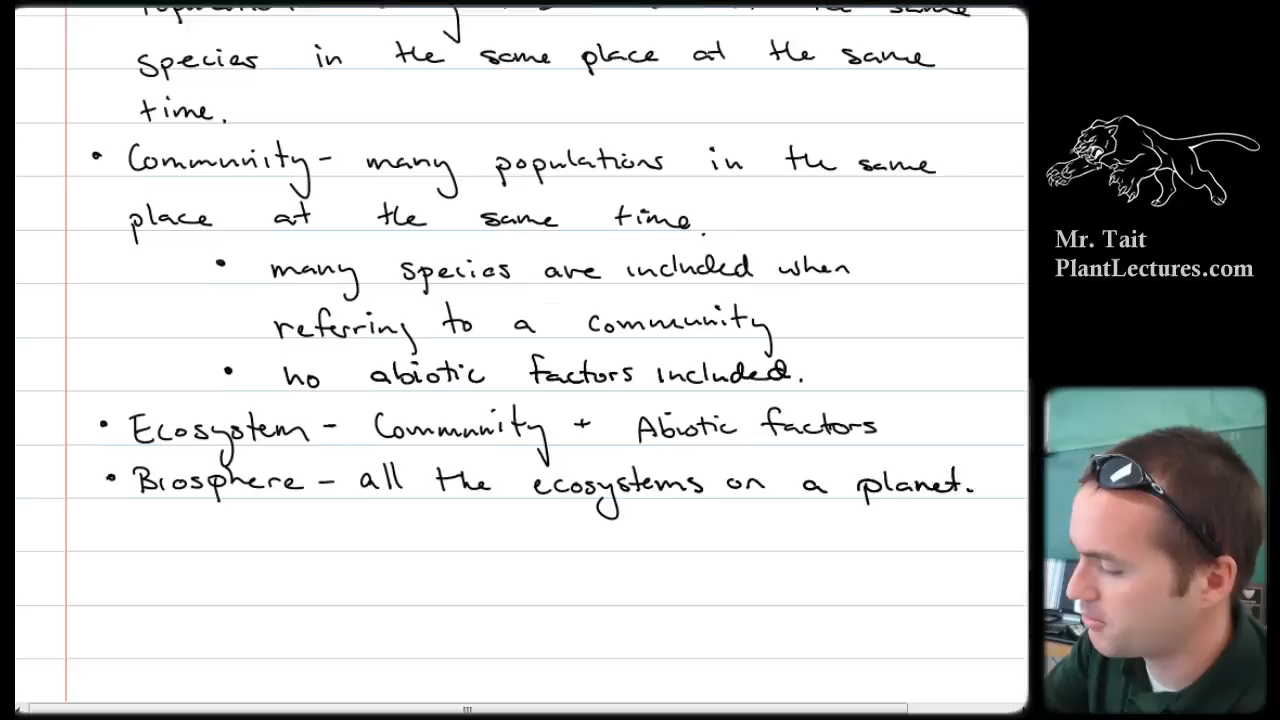 same
species in the same place at the same
time.
• Community - many populations in the same
place at the same time.
• many species are included when
referring to a community
• no abiotic factors included.
• Ecosystem - Community + Abiotic factors
• Biosphere - all the ecosystems on a planet.
Mr. Tait
PlantLectures.com